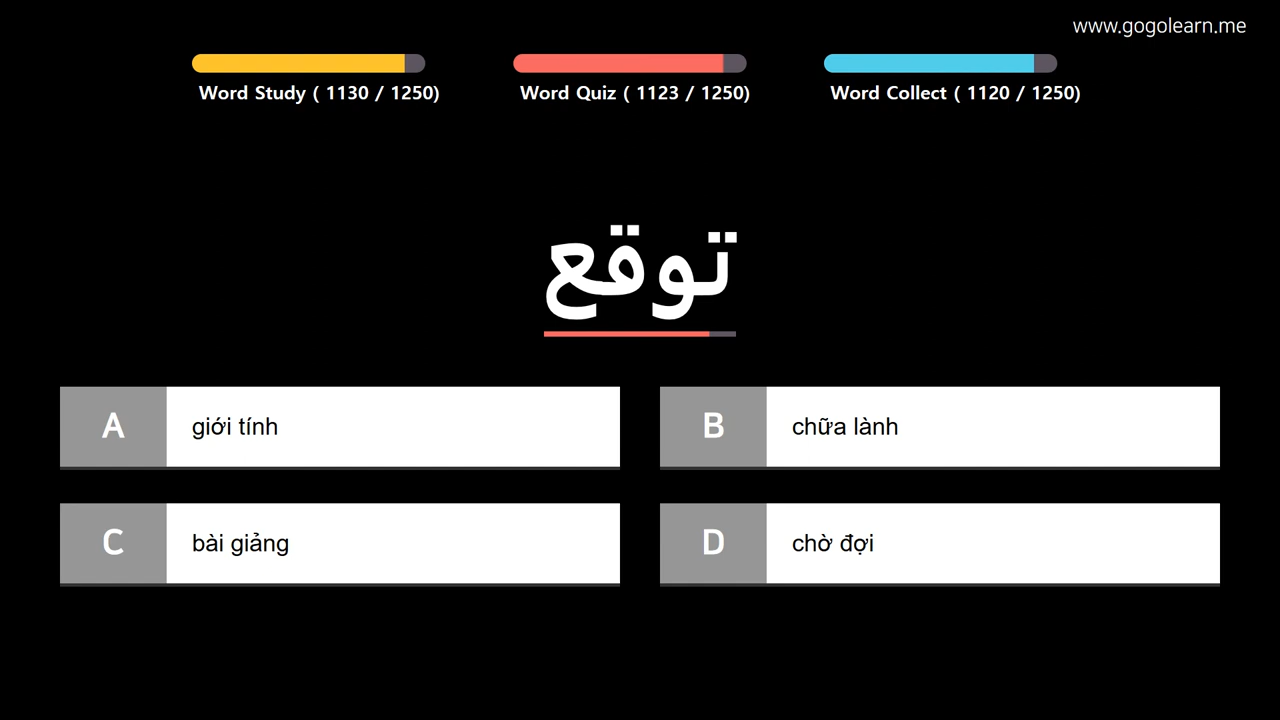 www.gogolearn.me
Word Study ( 1130 / 1250)
Word Quiz ( 1123 / 1250)
Word Collect ( 1120 / 1250)
توقع
A giới tính
B chữa lành
C bài giảng
D chờ đợi